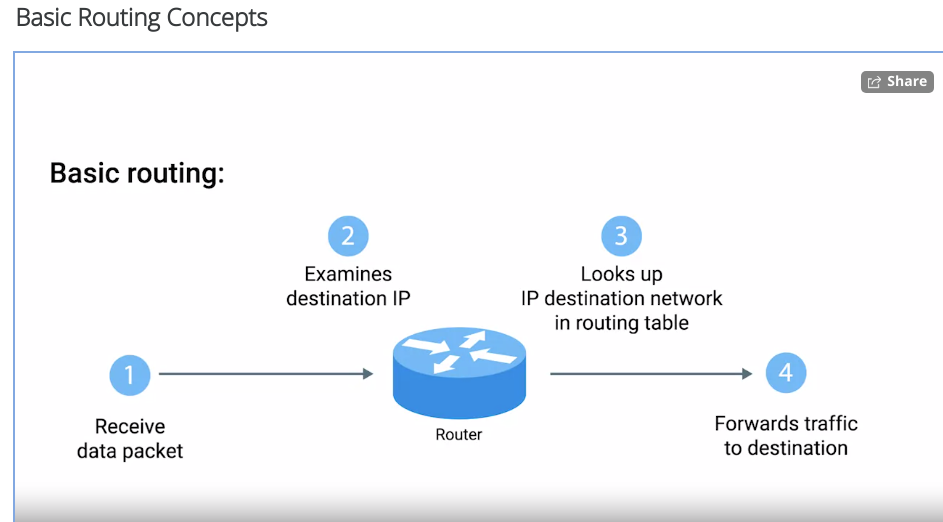 Basic Routing Concepts
Share
Basic routing:
2
Examines
destination IP
3
Looks up
IP destination network
in routing table
1
Receive
data packet
Router
4
Forwards traffic
to destination